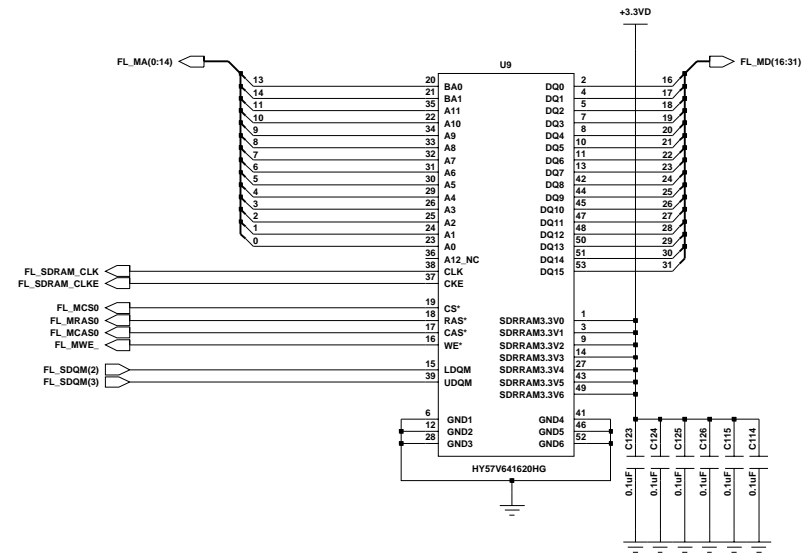 +3.3VD
U9
FL_MA(0:14)
FL_MD(16:31)
13 20 BA0 DQ0 2 16
14 21 BA1 DQ1 4 17
11 35 A11 DQ2 5 18
10 22 A10 DQ3 7 19
9 34 A9 DQ4 8 20
8 33 A8 DQ5 10 21
7 32 A7 DQ6 11 22
6 31 A6 DQ7 13 23
5 30 A5 DQ8 42 24
4 29 A4 DQ9 44 25
3 26 A3 DQ10 45 26
2 25 A2 DQ11 47 27
1 24 A1 DQ12 48 28
0 23 A0 DQ13 50 29
36 A12_NC DQ14 51 30
FL_SDRAM_CLK 38 CLK DQ15 53 31
FL_SDRAM_CLKE 37 CKE
FL_MCS0 19 CS*
FL_MRAS0 18 RAS* SDRRAM3.3V0 1
FL_MCAS0 17 CAS* SDRRAM3.3V1 3
FL_MWE_ 16 WE* SDRRAM3.3V2 9
SDRRAM3.3V3 14
FL_SDQM(2) 15 LDQM SDRRAM3.3V4 27
FL_SDQM(3) 39 UDQM SDRRAM3.3V5 43
SDRRAM3.3V6 49
6 GND1 GND4 41
12 GND2 GND5 46
28 GND3 GND6 52
HY57V641620HG
C123 0.1uF
C124 0.1uF
C125 0.1uF
C126 0.1uF
C115 0.1uF
C114 0.1uF